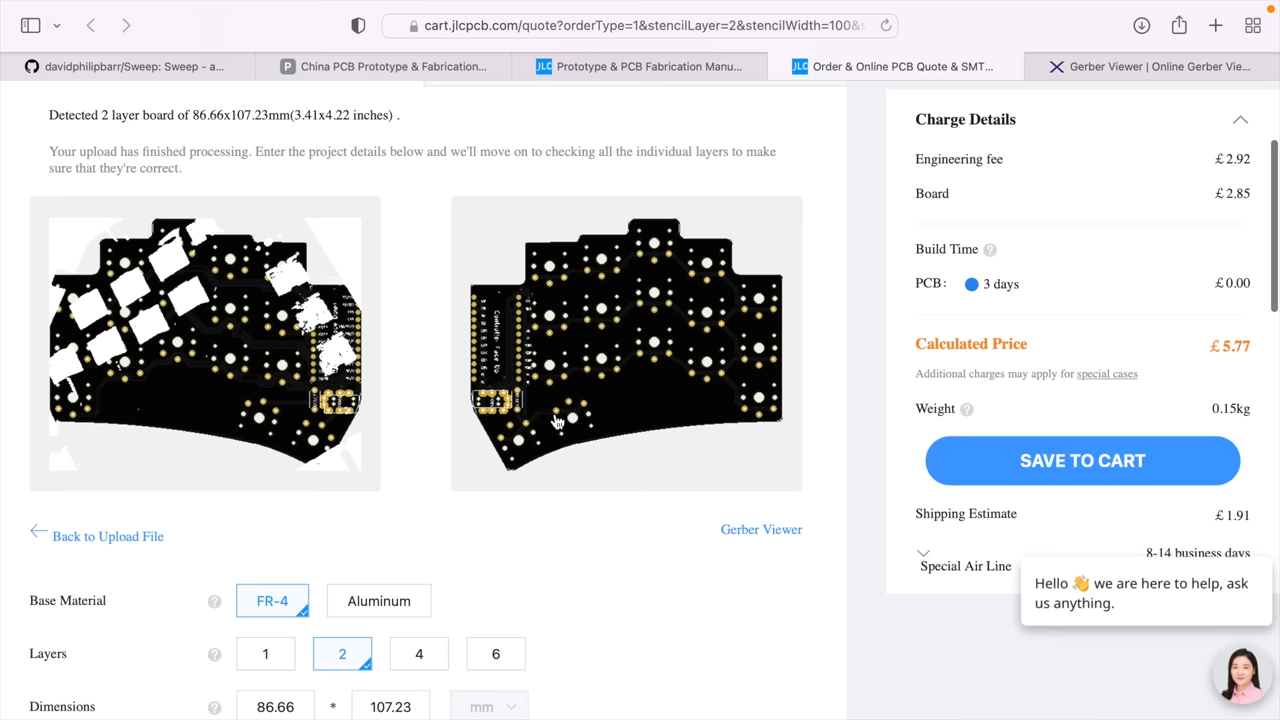 cart.jlcpcb.com/quote?orderType=1&stencilLayer=2&stencilWidth=100&
davidphilipbarr/Sweep: Sweep - a...
P China PCB Prototype & Fabrication...
JLC Prototype & PCB Fabrication Manu...
JLC Order & Online PCB Quote & SMT...
Gerber Viewer | Online Gerber Vie...
Detected 2 layer board of 86.66x107.23mm(3.41x4.22 inches) .
Your upload has finished processing. Enter the project details below and we'll move on to checking all the individual layers to make
sure that they're correct.
Controller Face Up
Back to Upload File
Gerber Viewer
Base Material
?
FR-4
Aluminum
Layers
?
1
2
4
6
Dimensions
?
86.66
*
107.23
mm
Charge Details
Engineering fee
£ 2.92
Board
£ 2.85
Build Time ?
PCB:
3 days
£ 0.00
Calculated Price
£ 5.77
Additional charges may apply for special cases
Weight ?
0.15kg
SAVE TO CART
Shipping Estimate
£ 1.91
8-14 business days
Special Air Line
Hello 👋 we are here to help, ask
us anything.